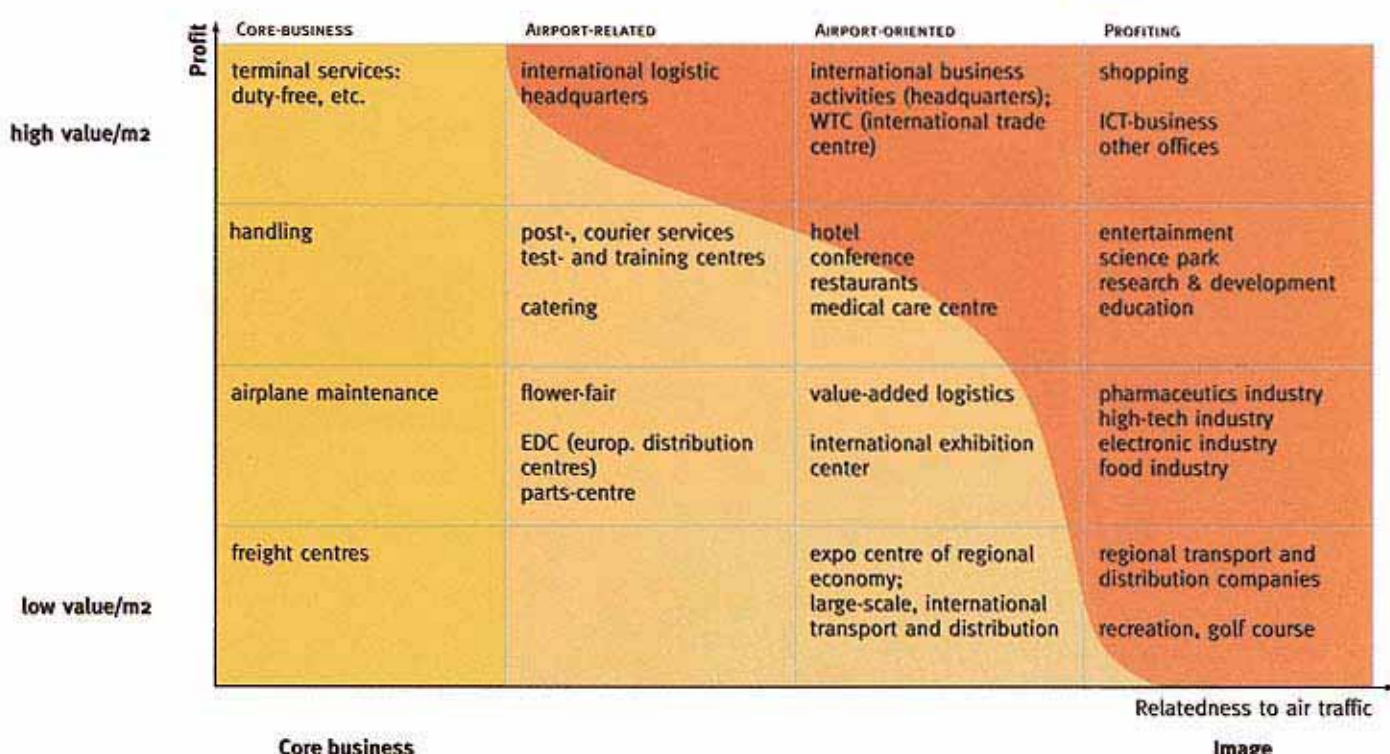 Profit
CORE-BUSINESS
AIRPORT-RELATED
AIRPORT-ORIENTED
PROFITING
high value/m2
terminal services:
duty-free, etc.
international logistic
headquarters
international business
activities (headquarters);
WTC (international trade
centre)
shopping
ICT-business
other offices
handling
post-, courier services
test- and training centres
catering
hotel
conference
restaurants
medical care centre
entertainment
science park
research & development
education
airplane maintenance
flower-fair
EDC (europ. distribution
centres)
parts-centre
value-added logistics
international exhibition
center
pharmaceutics industry
high-tech industry
electronic industry
food industry
low value/m2
freight centres
expo centre of regional
economy;
large-scale, international
transport and distribution
regional transport and
distribution companies
recreation, golf course
Relatedness to air traffic
Core business
Image